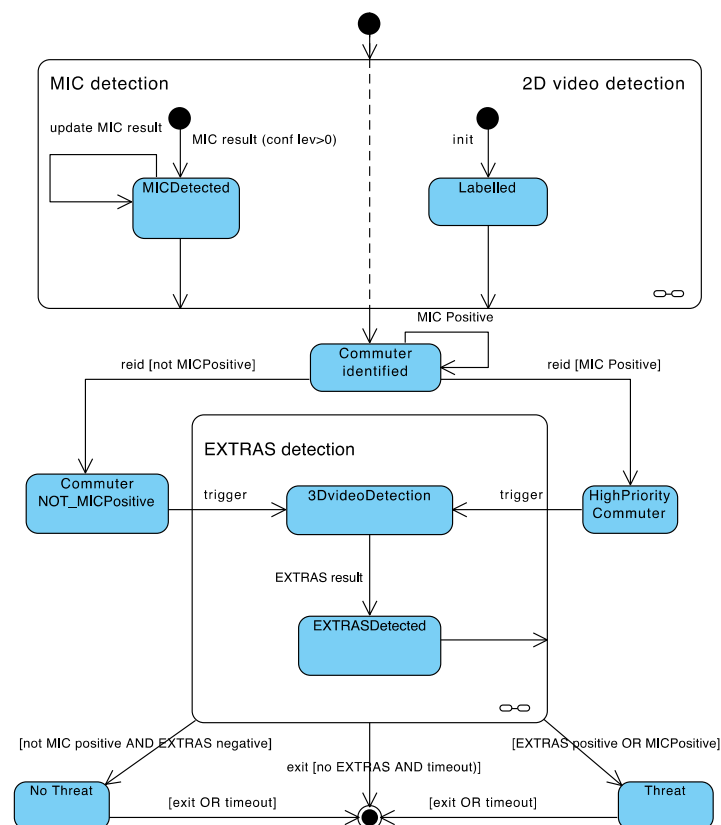 MIC detection
2D video detection
update MIC result
MIC result (conf lev>0)
init
MICDetected
Labelled
MIC Positive
Commuter
identified
reid [not MICPositive]
reid [MIC Positive]
EXTRAS detection
Commuter
NOT_MICPositive
trigger
3DvideoDetection
trigger
HighPriority
Commuter
EXTRAS result
EXTRASDetected
[not MIC positive AND EXTRAS negative]
[EXTRAS positive OR MICPositive]
exit [no EXTRAS AND timeout)]
No Threat
[exit OR timeout]
[exit OR timeout]
Threat